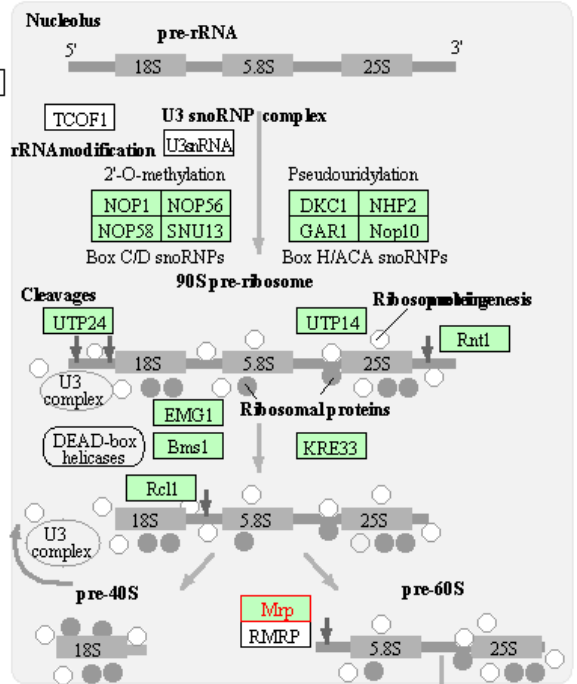 Nucleolus
pre-rRNA
5' 3'
18S 5.8S 25S
TCOF1
U3 snoRNP complex
U3snRNA
rRNA modification
2'-O-methylation Pseudouridylation
NOP1 NOP56 DKC1 NHP2
NOP58 SNU13 GAR1 Nop10
Box C/D snoRNPs Box H/ACA snoRNPs
90S pre-ribosome
Cleavages
UTP24 UTP14
Rnt1
18S 5.8S 25S
U3
complex
Ribosomal proteins
EMG1
DEAD-box
helicases
Bms1 KRE33
Rcl1
18S 5.8S 25S
U3
complex
pre-40S pre-60S
Mrp
RMRP
18S 5.8S 25S